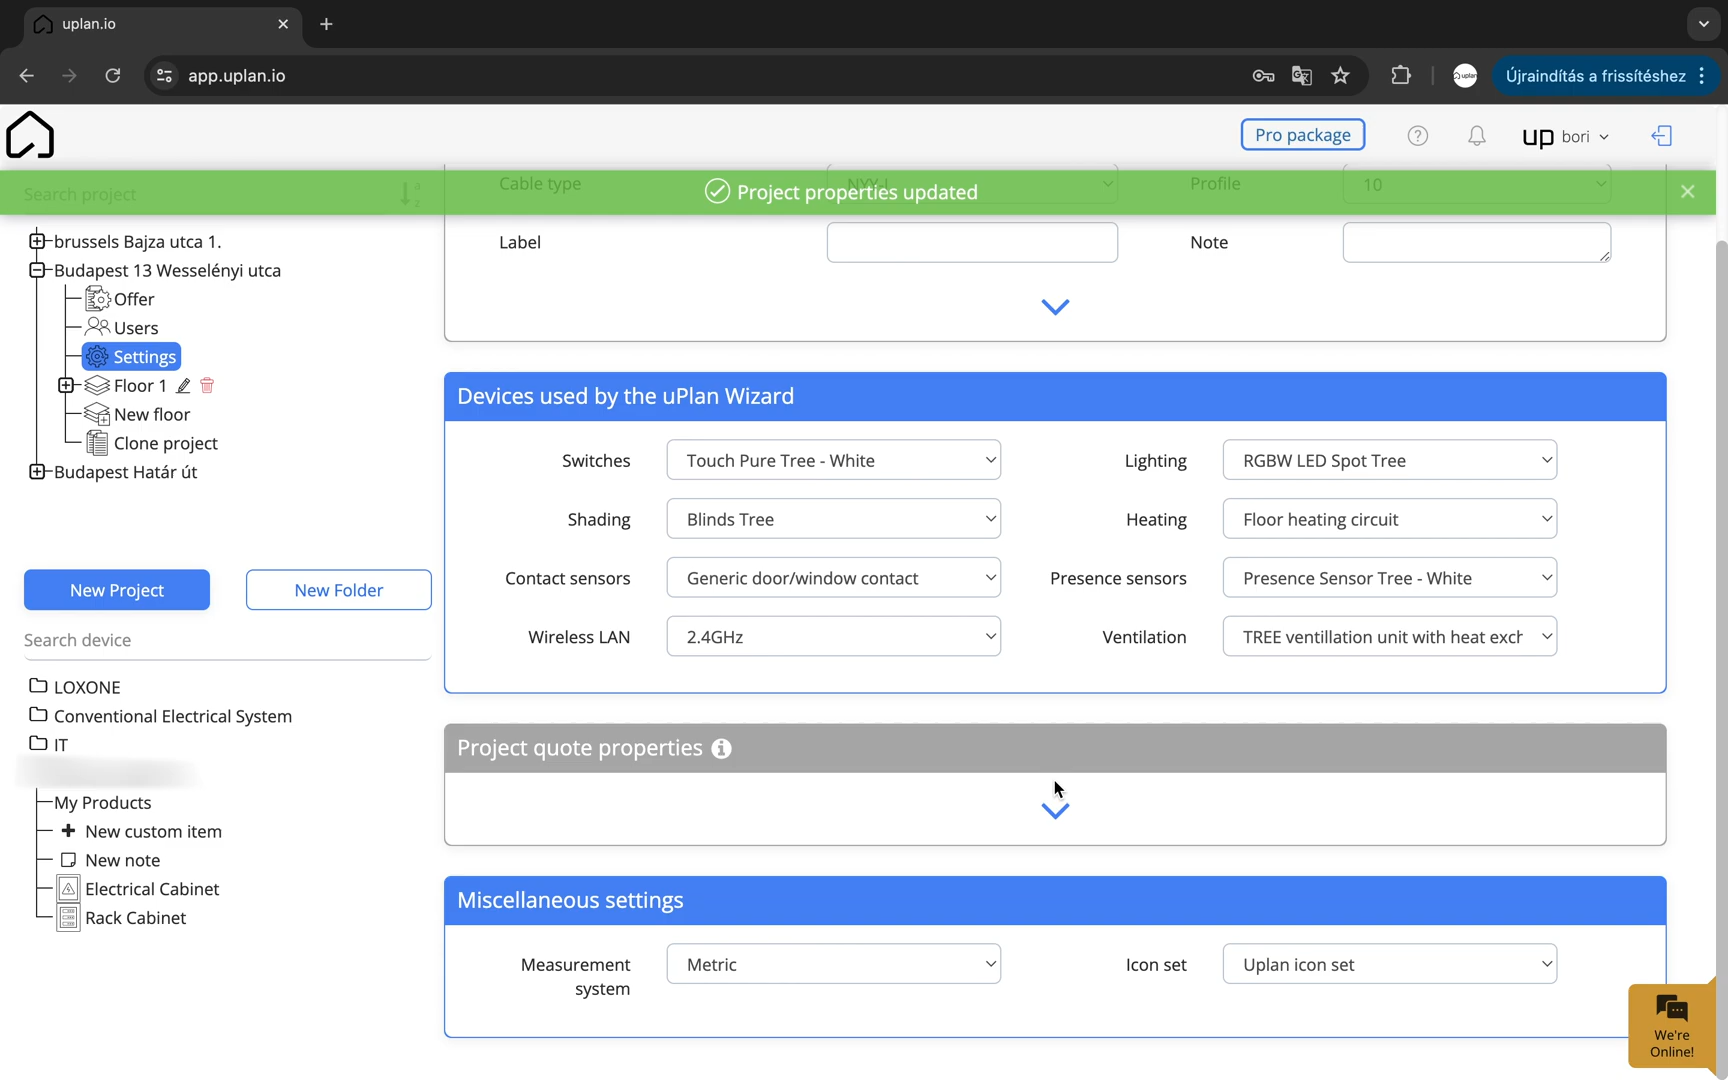 uplan.io
app.uplan.io
Újraindítás a frissítéshez
Pro package
up bori
Search project
Cable type
NYY-J
Profile
10
Project properties updated
Label
Note
brussels Bajza utca 1.
Budapest 13 Wesselényi utca
Offer
Users
Settings
Floor 1
New floor
Clone project
Budapest Határ út
New Project
New Folder
Search device
LOXONE
Conventional Electrical System
IT
My Products
New custom item
New note
Electrical Cabinet
Rack Cabinet
Devices used by the uPlan Wizard
Switches
Touch Pure Tree - White
Lighting
RGBW LED Spot Tree
Shading
Blinds Tree
Heating
Floor heating circuit
Contact sensors
Generic door/window contact
Presence sensors
Presence Sensor Tree - White
Wireless LAN
2.4GHz
Ventilation
TREE ventillation unit with heat exch
Project quote properties
Miscellaneous settings
Measurement
system
Metric
Icon set
Uplan icon set
We're
Online!